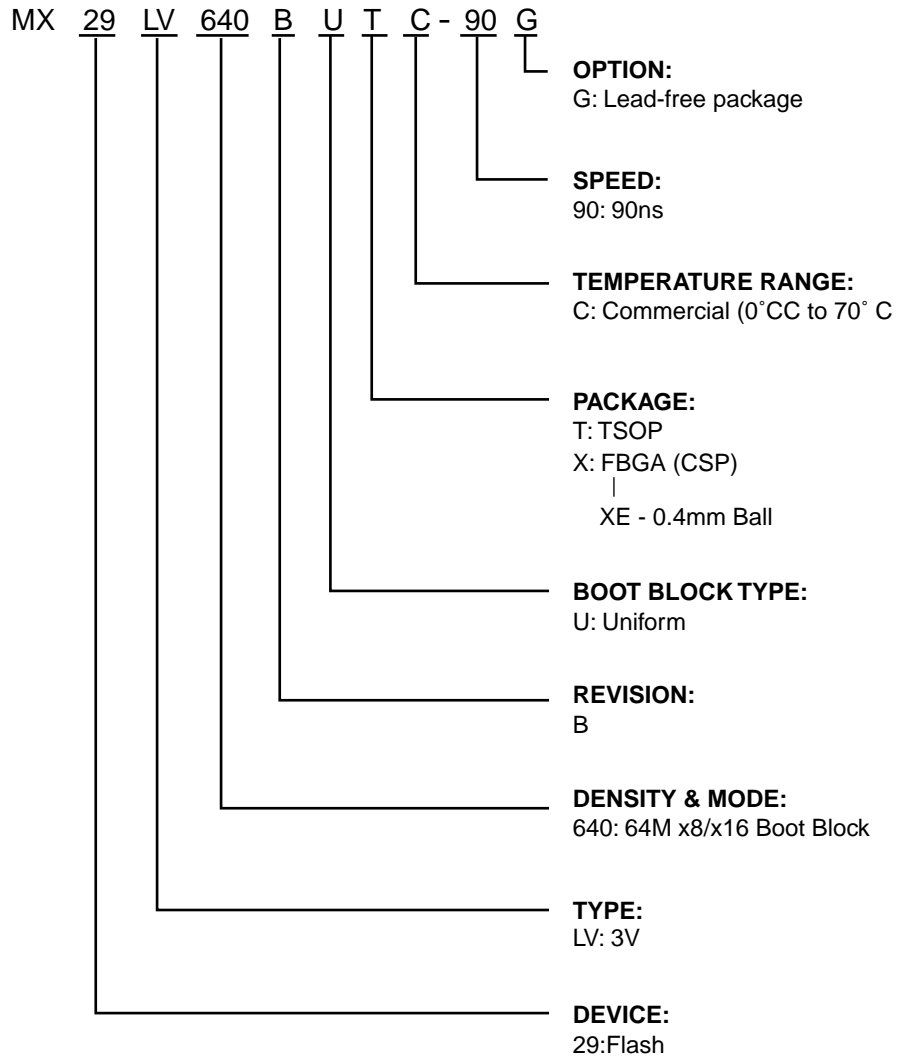 MX 29 LV 640 B U T C - 90 G
OPTION:
G: Lead-free package
SPEED:
90: 90ns
TEMPERATURE RANGE:
C: Commercial (0˚CC to 70˚ C
PACKAGE:
T: TSOP
X: FBGA (CSP)
XE - 0.4mm Ball
BOOT BLOCK TYPE:
U: Uniform
REVISION:
B
DENSITY & MODE:
640: 64M x8/x16 Boot Block
TYPE:
LV: 3V
DEVICE:
29:Flash